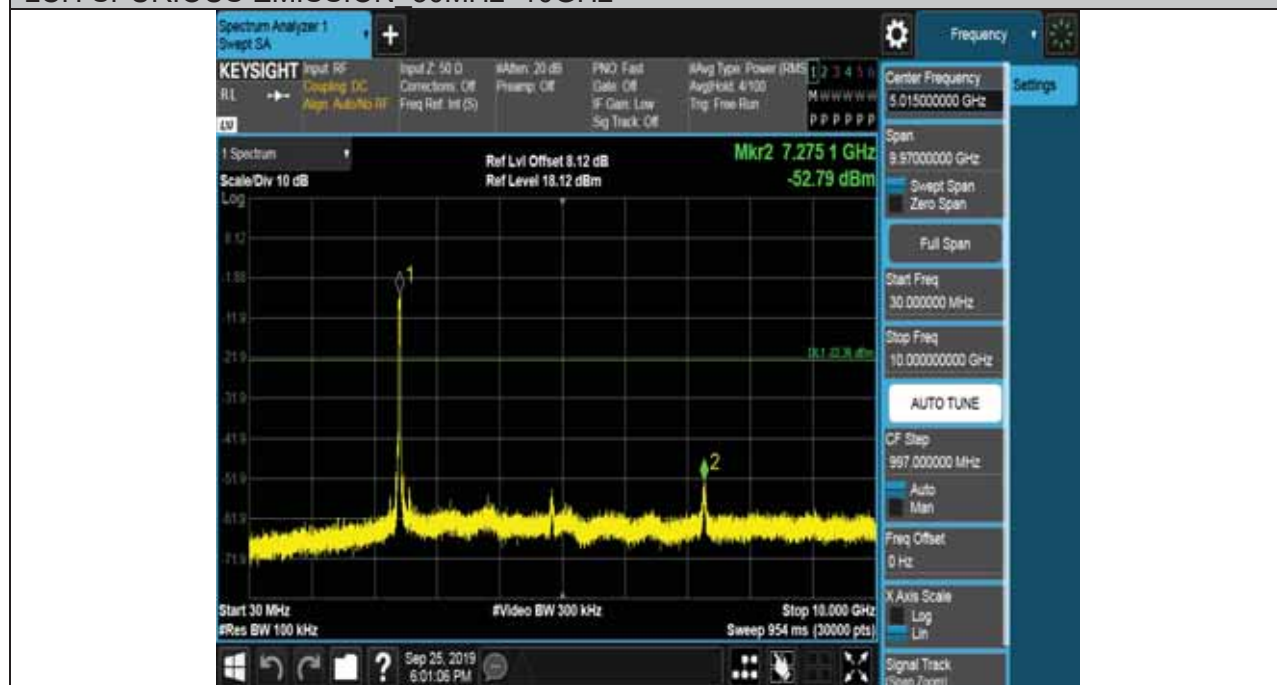 Spectrum Analyzer 1
Swept SA
+
Frequency
KEYSIGHT
RL
Input: RF
Coupling: DC
Align: Auto/No RF
Input Z: 50 Ω
Corrections: Off
Freq Ref: Int (S)
#Atten: 20 dB
Preamp: Off
PNO: Fast
Gate: Off
IF Gain: Low
Sig Track: Off
#Avg Type: Power (RMS
Avg|Hold: 4/100
Trig: Free Run
1 2 3 4 5 6
M W W W W W
P P P P P P
1 Spectrum
Scale/Div 10 dB
Log
Ref Lvl Offset 8.12 dB
Ref Level 18.12 dBm
Mkr2 7.275 1 GHz
-52.79 dBm
8.12
-1.88
-11.9
-21.9
-31.9
-41.9
-51.9
-61.9
-71.9
1
2
Start 30 MHz
#Res BW 100 kHz
#Video BW 300 kHz
Stop 10.000 GHz
Sweep 954 ms (30000 pts)
?
Sep 25, 2019
6:01:06 PM
Center Frequency
5.015000000 GHz
Settings
Span
9.97000000 GHz
Swept Span
Zero Span
Full Span
Start Freq
30.000000 MHz
Stop Freq
10.000000000 GHz
AUTO TUNE
CF Step
997.000000 MHz
Auto
Man
Freq Offset
0 Hz
X Axis Scale
Log
Lin
Signal Track
(Span Zoom)